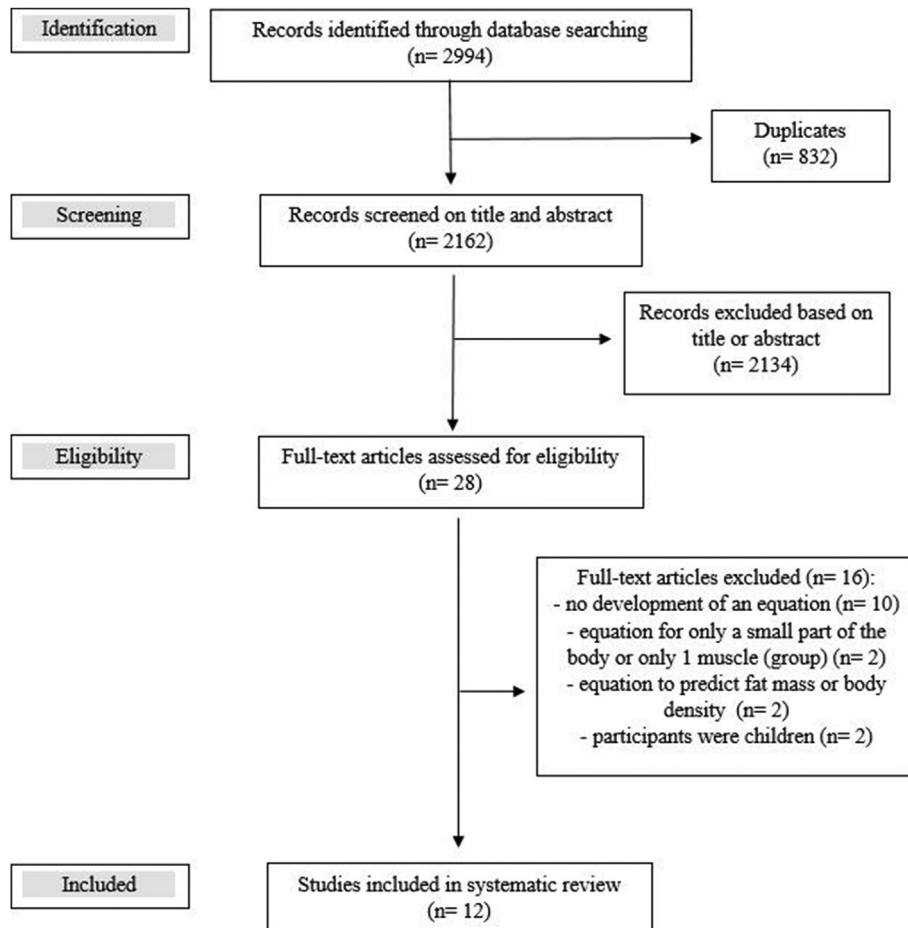 Identification
Records identified through database searching
(n= 2994)
Duplicates
(n= 832)
Screening
Records screened on title and abstract
(n= 2162)
Records excluded based on
title or abstract
(n= 2134)
Eligibility
Full-text articles assessed for eligibility
(n= 28)
Full-text articles excluded (n= 16):
- no development of an equation (n= 10)
- equation for only a small part of the
body or only 1 muscle (group) (n= 2)
- equation to predict fat mass or body
density (n= 2)
- participants were children (n= 2)
Included
Studies included in systematic review
(n= 12)